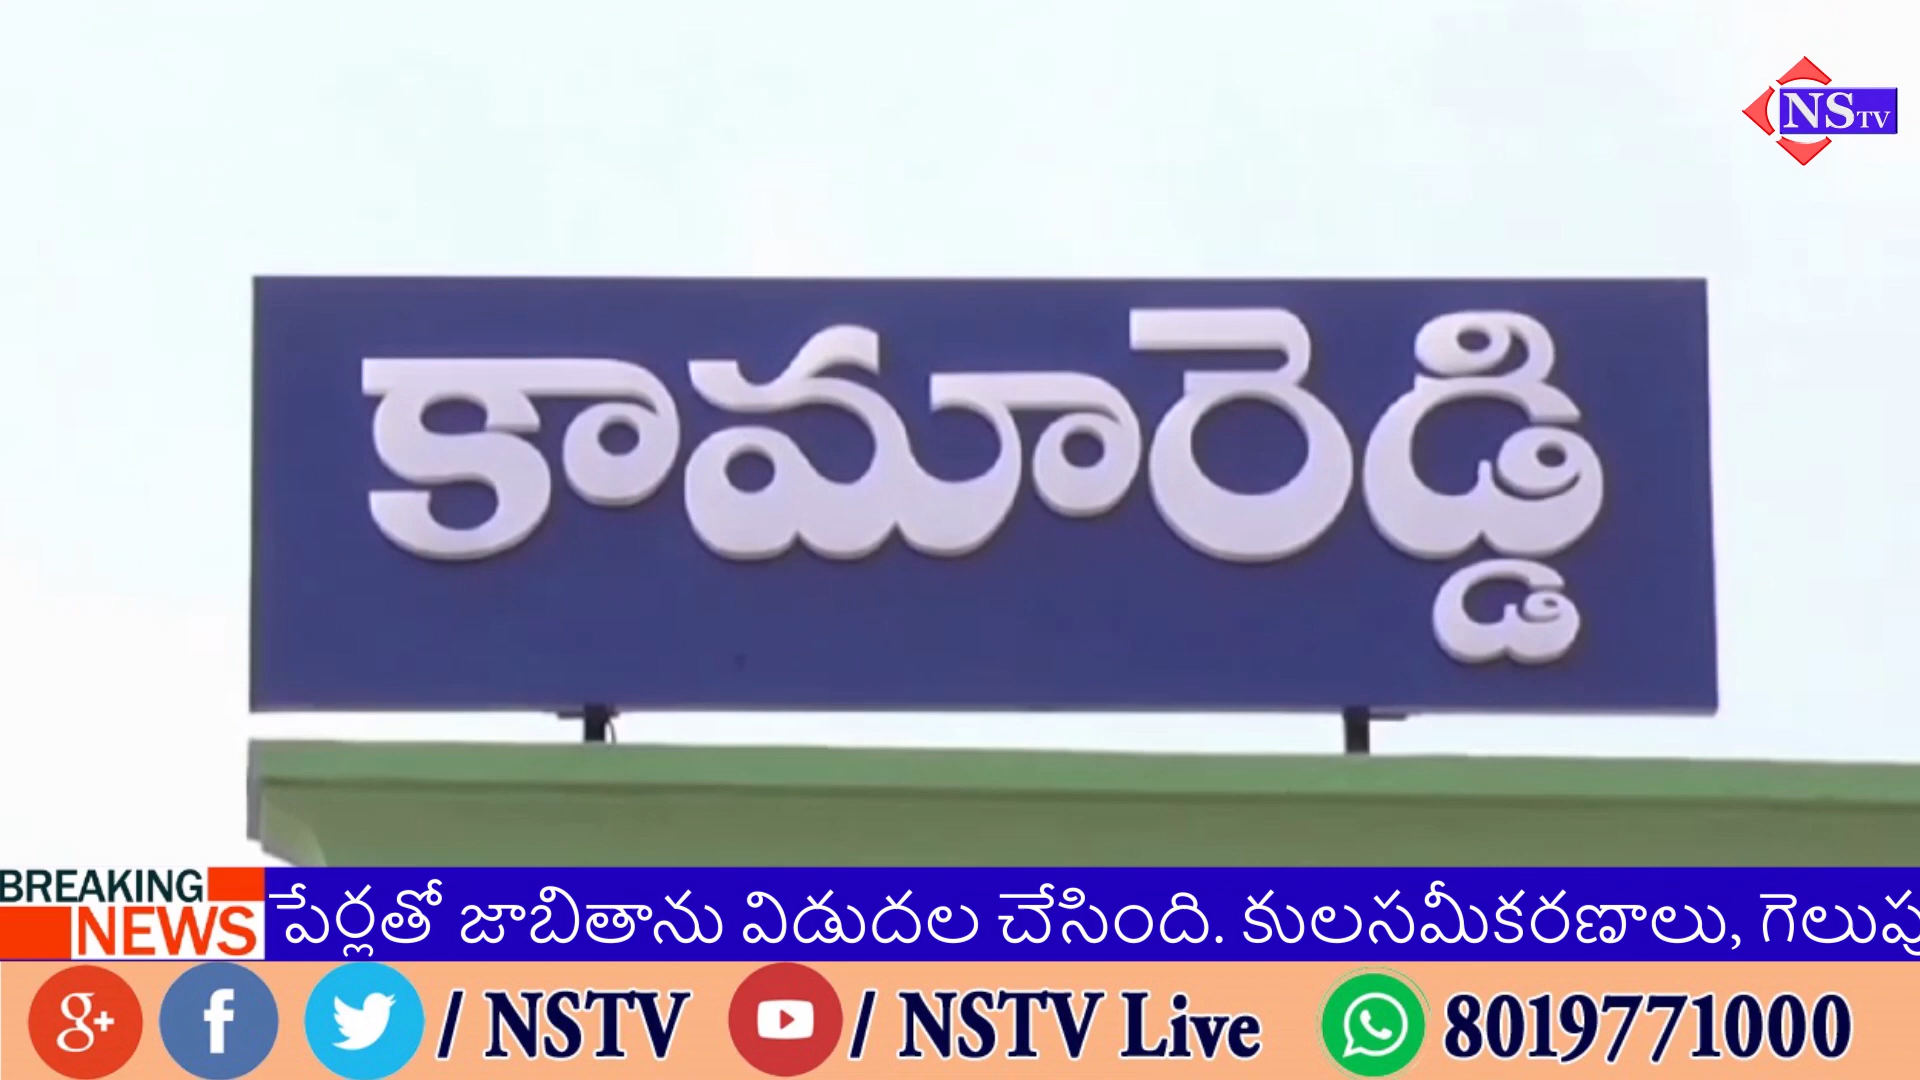 NSTV
కామారెడ్డి
BREAKING
NEWS
పేర్లతో జాబితాను విడుదల చేసింది. కులసమీకరణాలు, గెలుపు
g+ f / NSTV / NSTV Live 8019771000